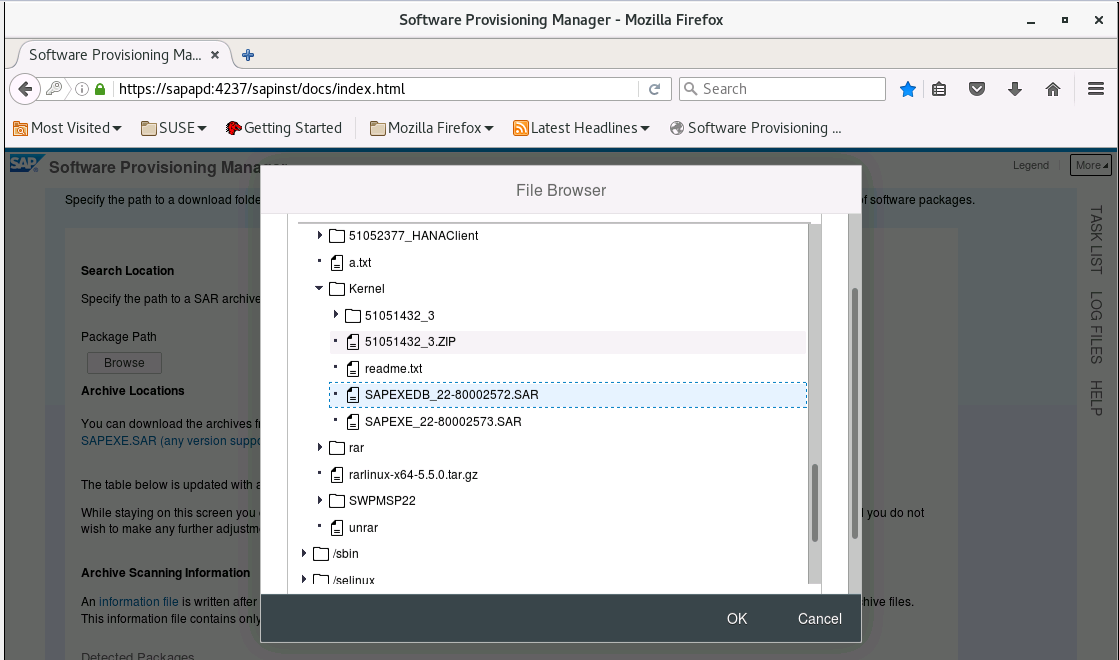 Software Provisioning Manager - Mozilla Firefox
Software Provisioning Ma...
https://sapapd:4237/sapinst/docs/index.html
Search
Most Visited
SUSE
Getting Started
Mozilla Firefox
Latest Headlines
Software Provisioning ...
SAP
Software Provisioning Manager
Legend
More
Specify the path to a download folde
of software packages.
File Browser
51052377_HANAClient
a.txt
Kernel
51051432_3
51051432_3.ZIP
readme.txt
SAPEXEDB_22-80002572.SAR
SAPEXE_22-80002573.SAR
rar
rarlinux-x64-5.5.0.tar.gz
SWPMSP22
unrar
/sbin
/selinux
OK
Cancel
Search Location
Specify the path to a SAR archive
Package Path
Browse
Archive Locations
You can download the archives f
SAPEXE.SAR (any version suppo
The table below is updated with a
While staying on this screen you
you do not
wish to make any further adjustm
Archive Scanning Information
An information file is written after
hive files.
This information file contains only
Detected Packages
TASK LIST
LOG FILES
HELP